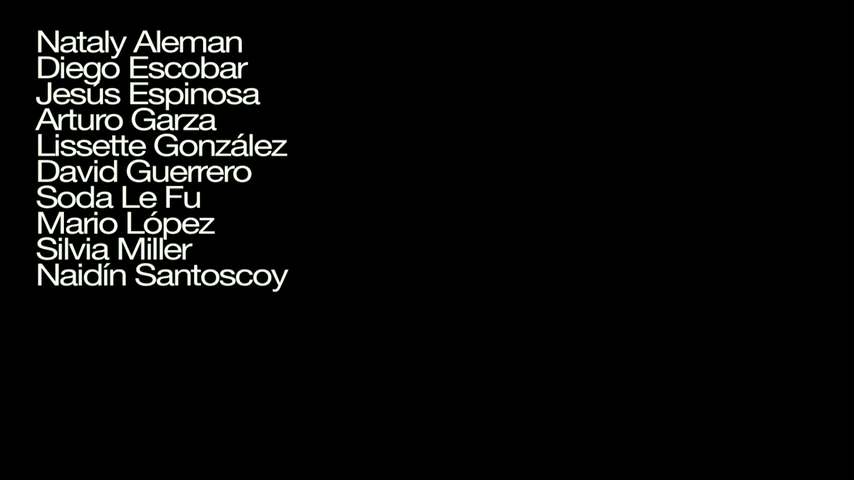 Nataly Aleman
Diego Escobar
Jesús Espinosa
Arturo Garza
Lissette González
David Guerrero
Soda Le Fu
Mario López
Silvia Miller
Naidín Santoscoy